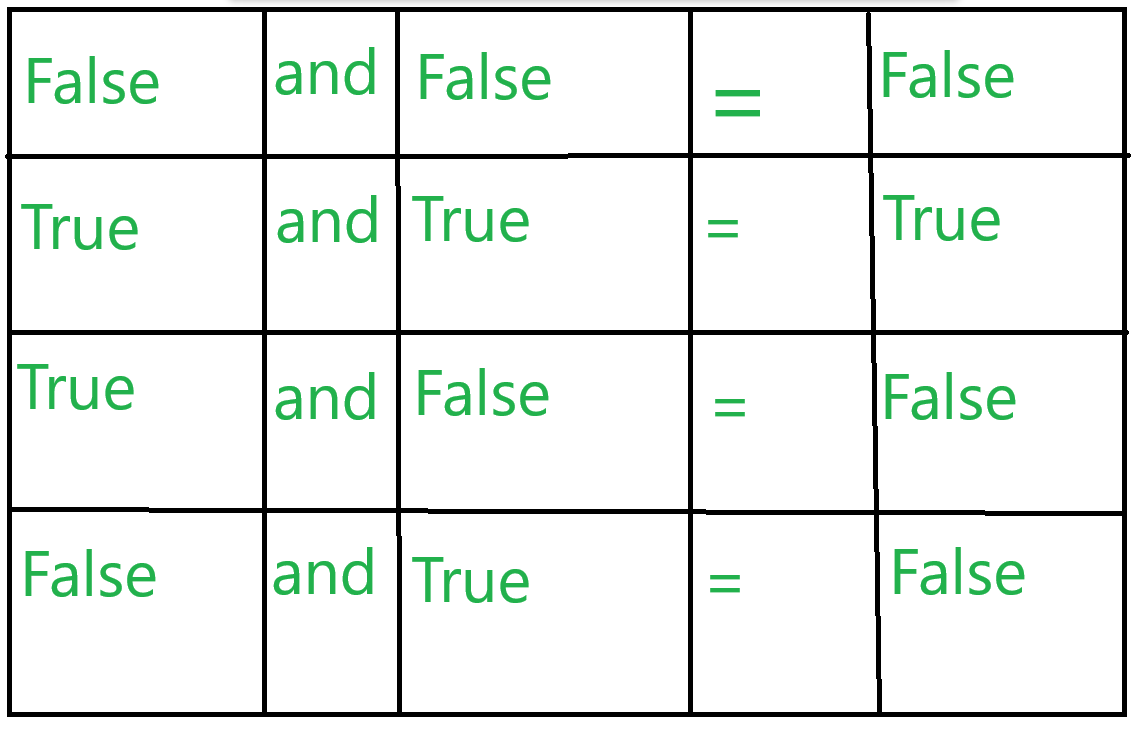 False and False = False
True and True = True
True and False = False
False and True = False